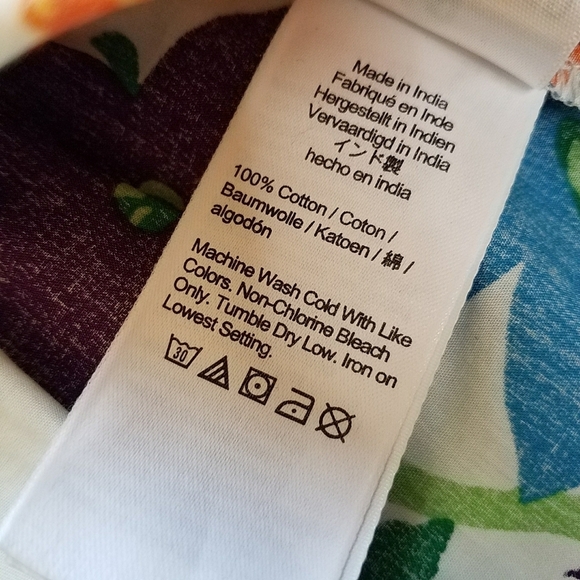 Made in India
Fabriqué en Inde
Hergestellt in Indien
Vervaardigd in India
インド製
hecho en india
100% Cotton / Coton /
Baumwolle / Katoen / 綿 /
algodón
Machine Wash Cold With Like
Colors. Non-Chlorine Bleach
Only. Tumble Dry Low. Iron on
Lowest Setting.
30